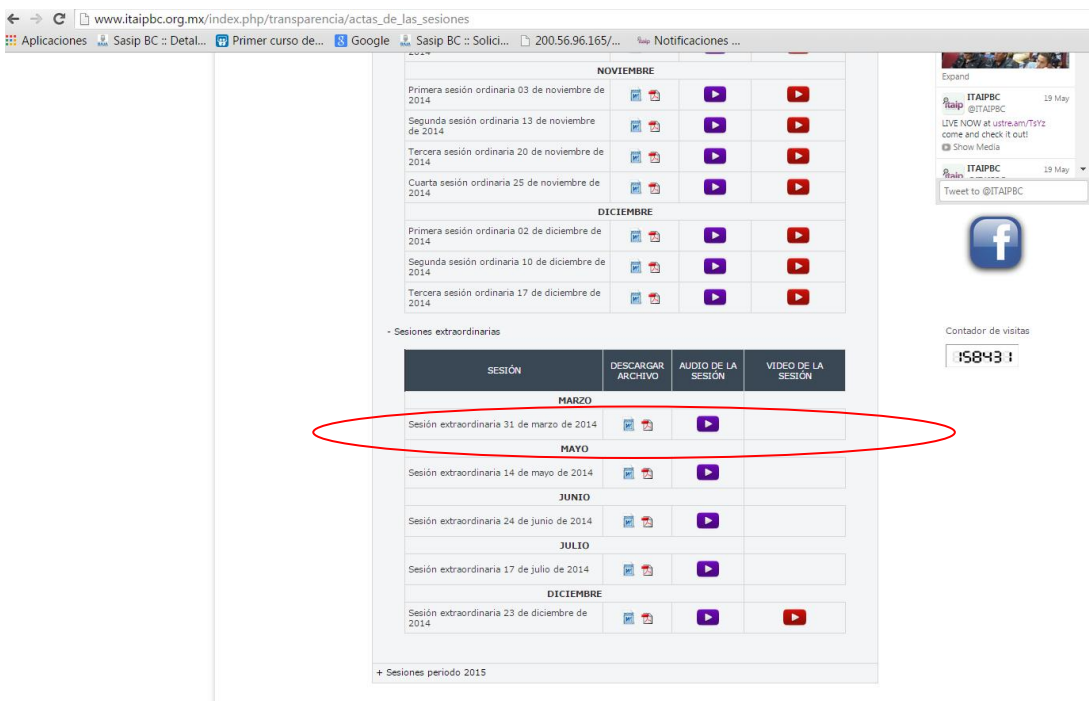 www.itaipbc.org.mx/index.php/transparencia/actas_de_las_sesiones
Aplicaciones Sasip BC :: Detal... Primer curso de... Google Sasip BC :: Solici... 200.56.96.165/... Notificaciones ...
2014
NOVIEMBRE
Primera sesión ordinaria 03 de noviembre de
2014
Segunda sesión ordinaria 13 de noviembre
de 2014
Tercera sesión ordinaria 20 de noviembre de
2014
Cuarta sesión ordinaria 25 de noviembre de
2014
DICIEMBRE
Primera sesión ordinaria 02 de diciembre de
2014
Segunda sesión ordinaria 10 de diciembre de
2014
Tercera sesión ordinaria 17 de diciembre de
2014
- Sesiones extraordinarias
SESIÓN
DESCARGAR
ARCHIVO
AUDIO DE LA
SESIÓN
VIDEO DE LA
SESIÓN
MARZO
Sesión extraordinaria 31 de marzo de 2014
MAYO
Sesión extraordinaria 14 de mayo de 2014
JUNIO
Sesión extraordinaria 24 de junio de 2014
JULIO
Sesión extraordinaria 17 de julio de 2014
DICIEMBRE
Sesión extraordinaria 23 de diciembre de
2014
+ Sesiones periodo 2015
Expand
itaip
ITAIPBC 19 May
@ITAIPBC
LIVE NOW at ustre.am/TsYz
come and check it out!
Show Media
ITAIPBC 19 May
Tweet to @ITAIPBC
f
Contador de visitas
158431